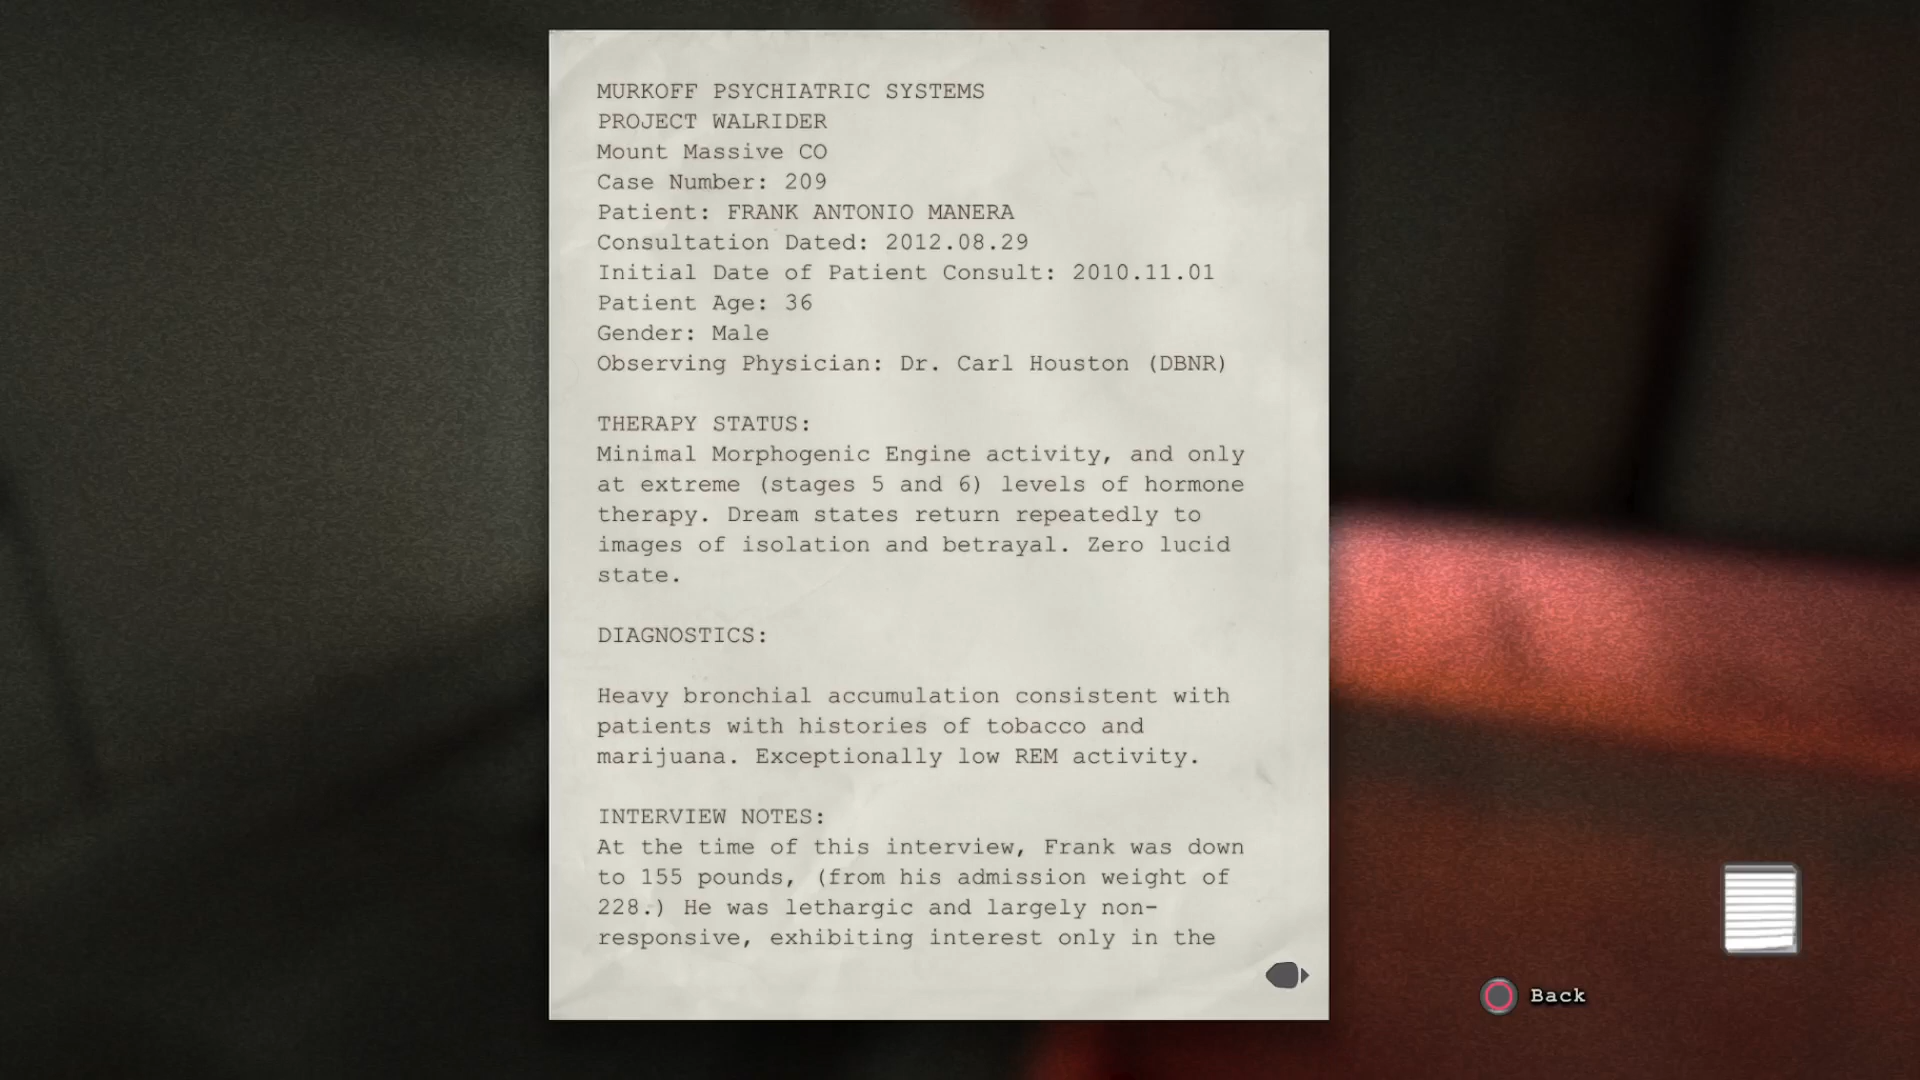 MURKOFF PSYCHIATRIC SYSTEMS
PROJECT WALRIDER
Mount Massive CO
Case Number: 209
Patient: FRANK ANTONIO MANERA
Consultation Dated: 2012.08.29
Initial Date of Patient Consult: 2010.11.01
Patient Age: 36
Gender: Male
Observing Physician: Dr. Carl Houston (DBNR)
THERAPY STATUS:
Minimal Morphogenic Engine activity, and only
at extreme (stages 5 and 6) levels of hormone
therapy. Dream states return repeatedly to
images of isolation and betrayal. Zero lucid
state.
DIAGNOSTICS:
Heavy bronchial accumulation consistent with
patients with histories of tobacco and
marijuana. Exceptionally low REM activity.
INTERVIEW NOTES:
At the time of this interview, Frank was down
to 155 pounds, (from his admission weight of
228.) He was lethargic and largely non-
responsive, exhibiting interest only in the
Back